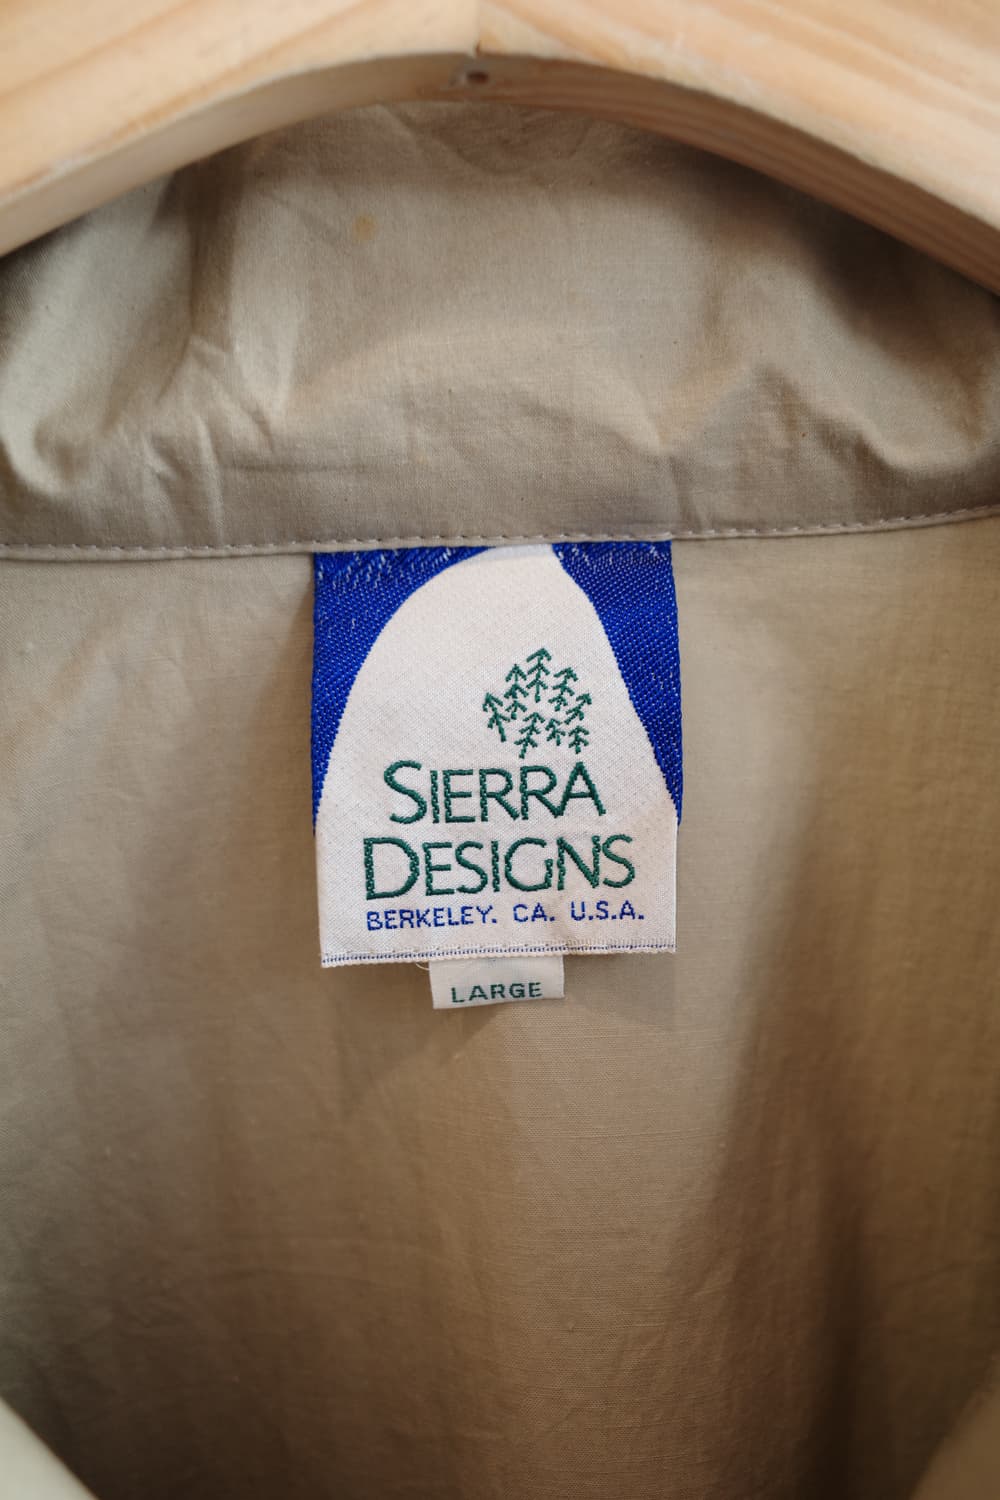 SIERRA
DESIGNS
BERKELEY. CA. U.S.A.
LARGE